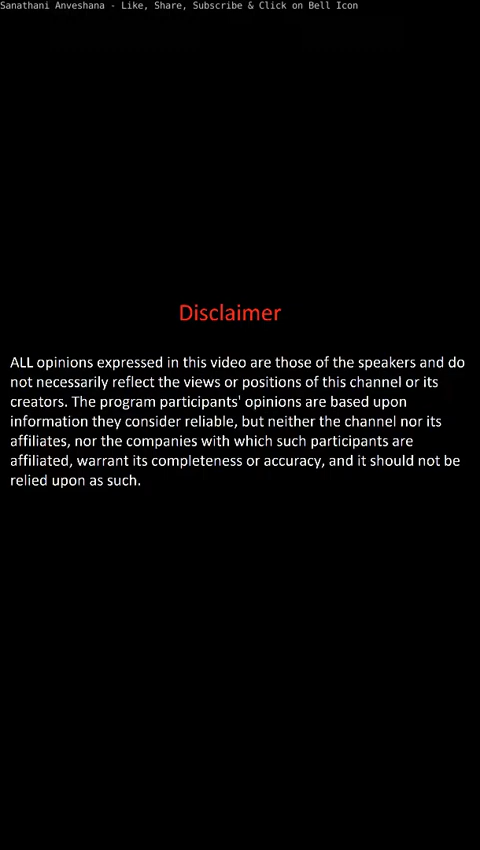 Sanathani Anveshana - Like, Share, Subscribe & Click on Bell Icon
Disclaimer
ALL opinions expressed in this video are those of the speakers and do
not necessarily reflect the views or positions of this channel or its
creators. The program participants' opinions are based upon
information they consider reliable, but neither the channel nor its
affiliates, nor the companies with which such participants are
affiliated, warrant its completeness or accuracy, and it should not be
relied upon as such.